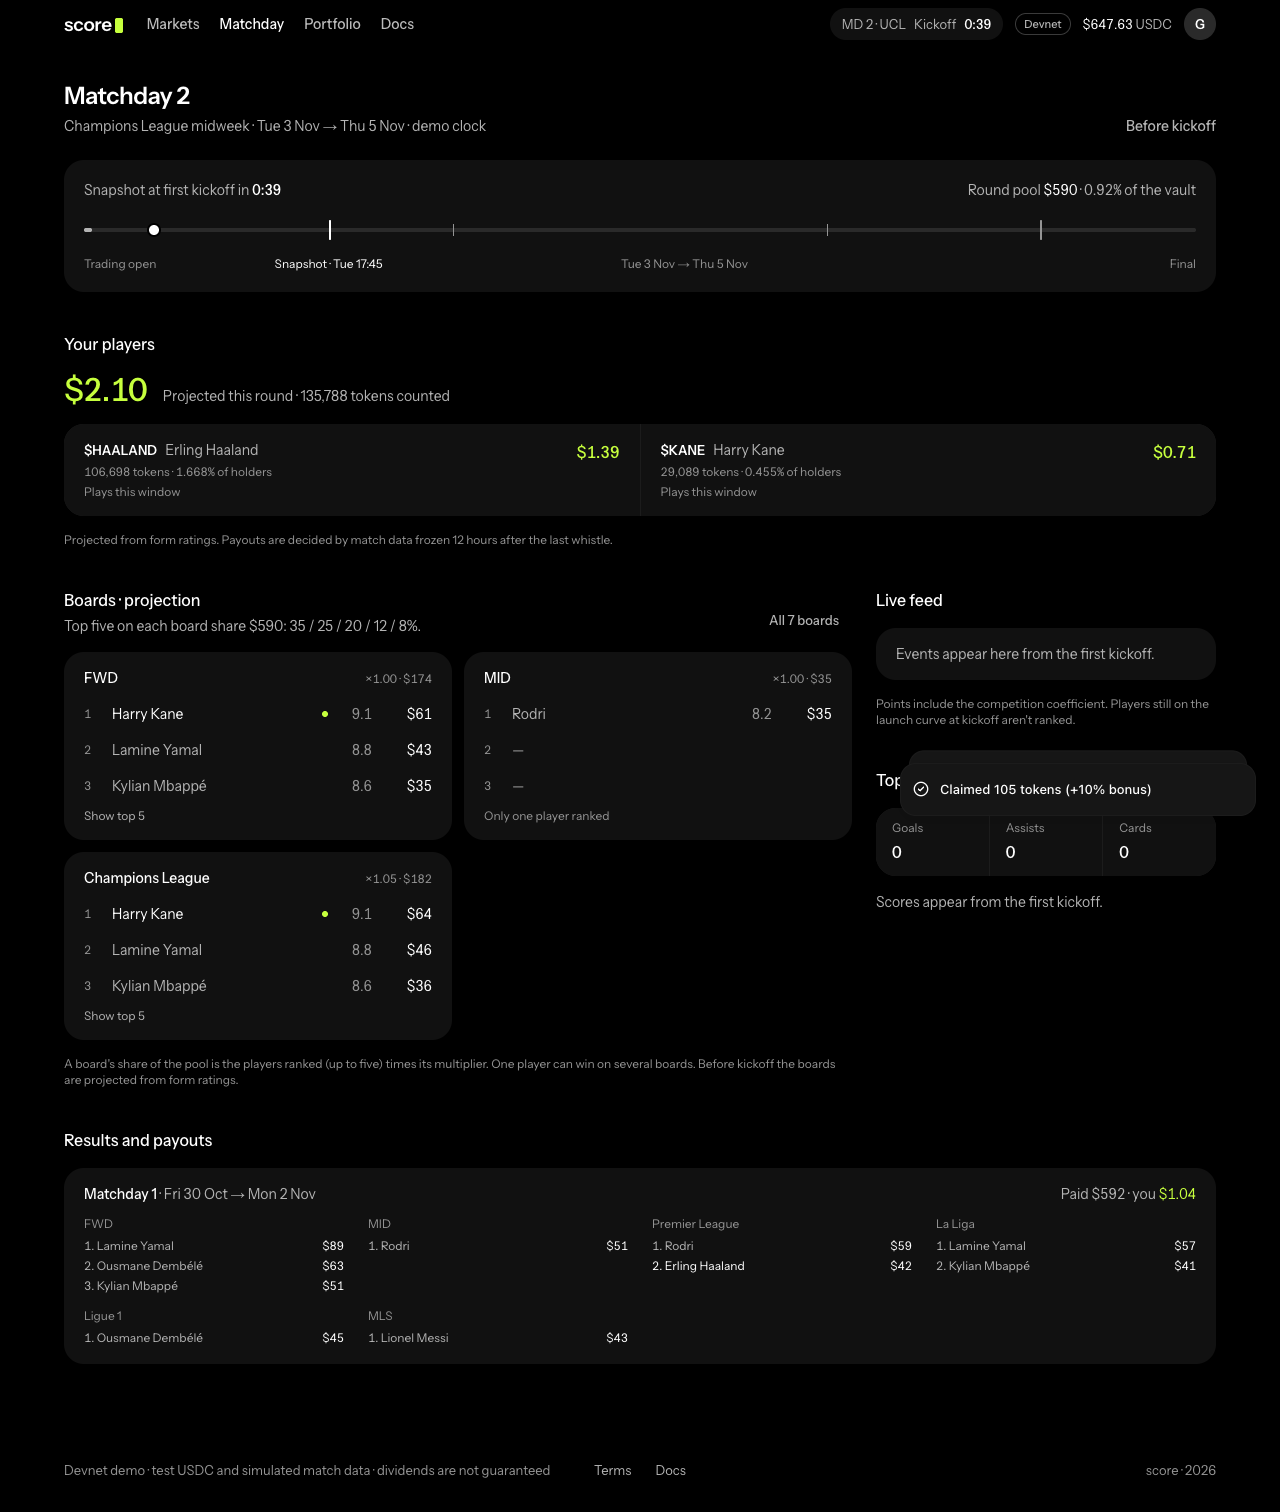 score
Markets Matchday Portfolio Docs
MD 2 · UCL Kickoff 0:39
Devnet
$647.63 USDC
G
Matchday 2
Champions League midweek · Tue 3 Nov → Thu 5 Nov · demo clock
Before kickoff
Snapshot at first kickoff in 0:39
Round pool $590 · 0.92% of the vault
Trading open
Snapshot · Tue 17:45
Tue 3 Nov → Thu 5 Nov
Final
Your players
$2.10 Projected this round · 135,788 tokens counted
$HAALAND Erling Haaland $1.39
106,698 tokens · 1.668% of holders
Plays this window
$KANE Harry Kane $0.71
29,089 tokens · 0.455% of holders
Plays this window
Projected from form ratings. Payouts are decided by match data frozen 12 hours after the last whistle.
Boards · projection
Top five on each board share $590: 35 / 25 / 20 / 12 / 8%.
All 7 boards
FWD ×1.00 · $174
1 Harry Kane 9.1 $61
2 Lamine Yamal 8.8 $43
3 Kylian Mbappé 8.6 $35
Show top 5
MID ×1.00 · $35
1 Rodri 8.2 $35
2 —
3 —
Only one player ranked
Champions League ×1.05 · $182
1 Harry Kane 9.1 $64
2 Lamine Yamal 8.8 $46
3 Kylian Mbappé 8.6 $36
Show top 5
A board's share of the pool is the players ranked (up to five) times its multiplier. One player can win on several boards. Before kickoff the boards
are projected from form ratings.
Live feed
Events appear here from the first kickoff.
Points include the competition coefficient. Players still on the
launch curve at kickoff aren't ranked.
Top
Claimed 105 tokens (+10% bonus)
Goals Assists Cards
0 0 0
Scores appear from the first kickoff.
Results and payouts
Matchday 1 · Fri 30 Oct → Mon 2 Nov
Paid $592 · you $1.04
FWD
1. Lamine Yamal $89
2. Ousmane Dembélé $63
3. Kylian Mbappé $51
MID
1. Rodri $51
Premier League
1. Rodri $59
2. Erling Haaland $42
La Liga
1. Lamine Yamal $57
2. Kylian Mbappé $41
Ligue 1
1. Ousmane Dembélé $45
MLS
1. Lionel Messi $43
Devnet demo · test USDC and simulated match data · dividends are not guaranteed
Terms Docs
score · 2026